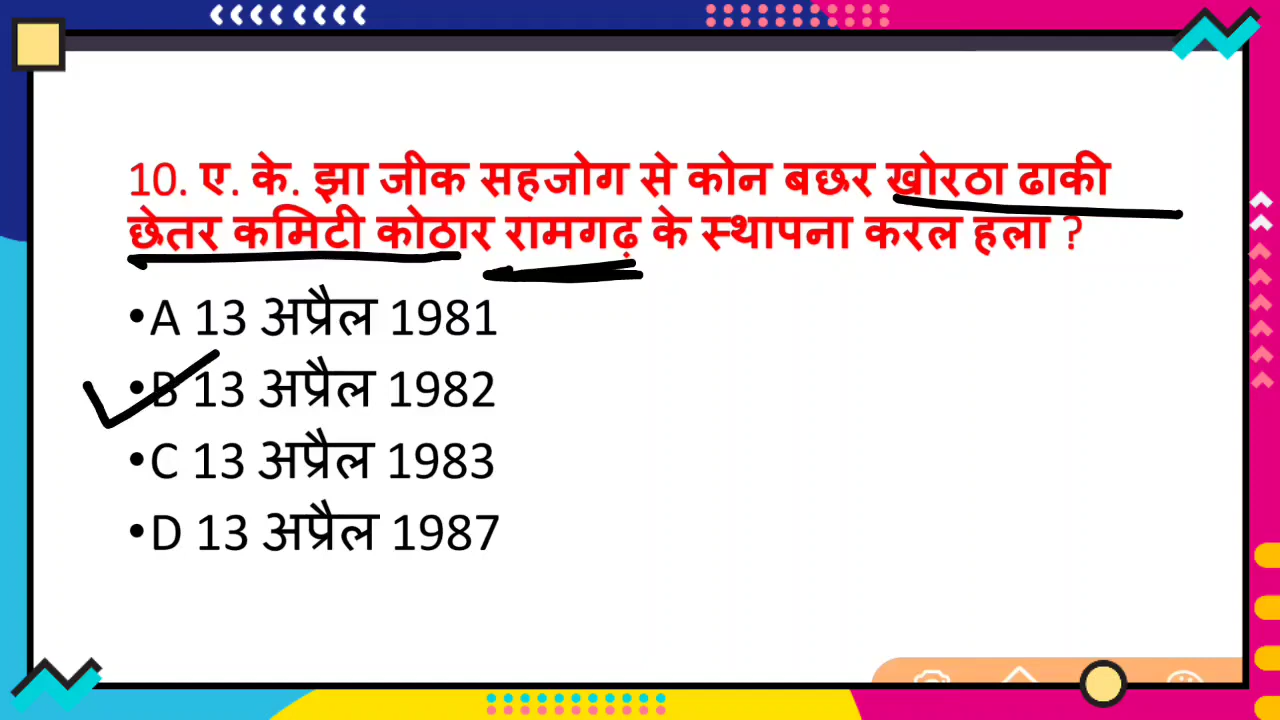 10. ए. के. झा जीक सहजोग से कोन बछर खोरठा ढाकी
छेतर कमिटी कोठार रामगढ़ के स्थापना करल हला ?
•A 13 अप्रैल 1981
•B 13 अप्रैल 1982
•C 13 अप्रैल 1983
•D 13 अप्रैल 1987